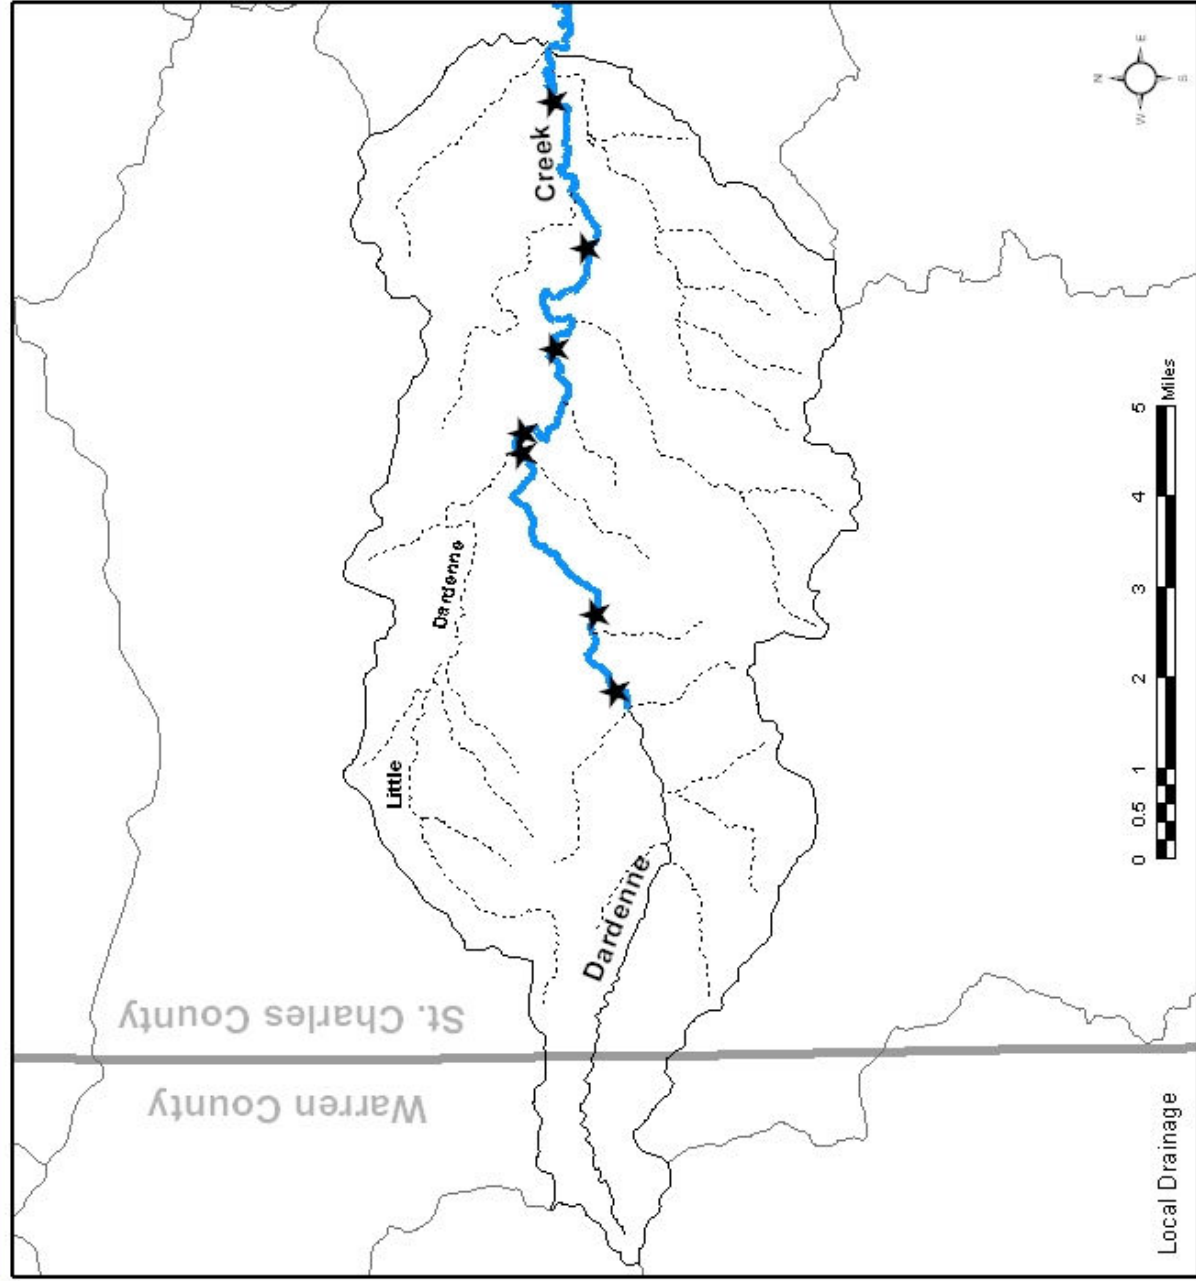 Creek
Dardenne
Little
Dardenne
St. Charles County
Warren County
N
E
S
W
0 0.5 1 2 3 4 5
Miles
Local Drainage